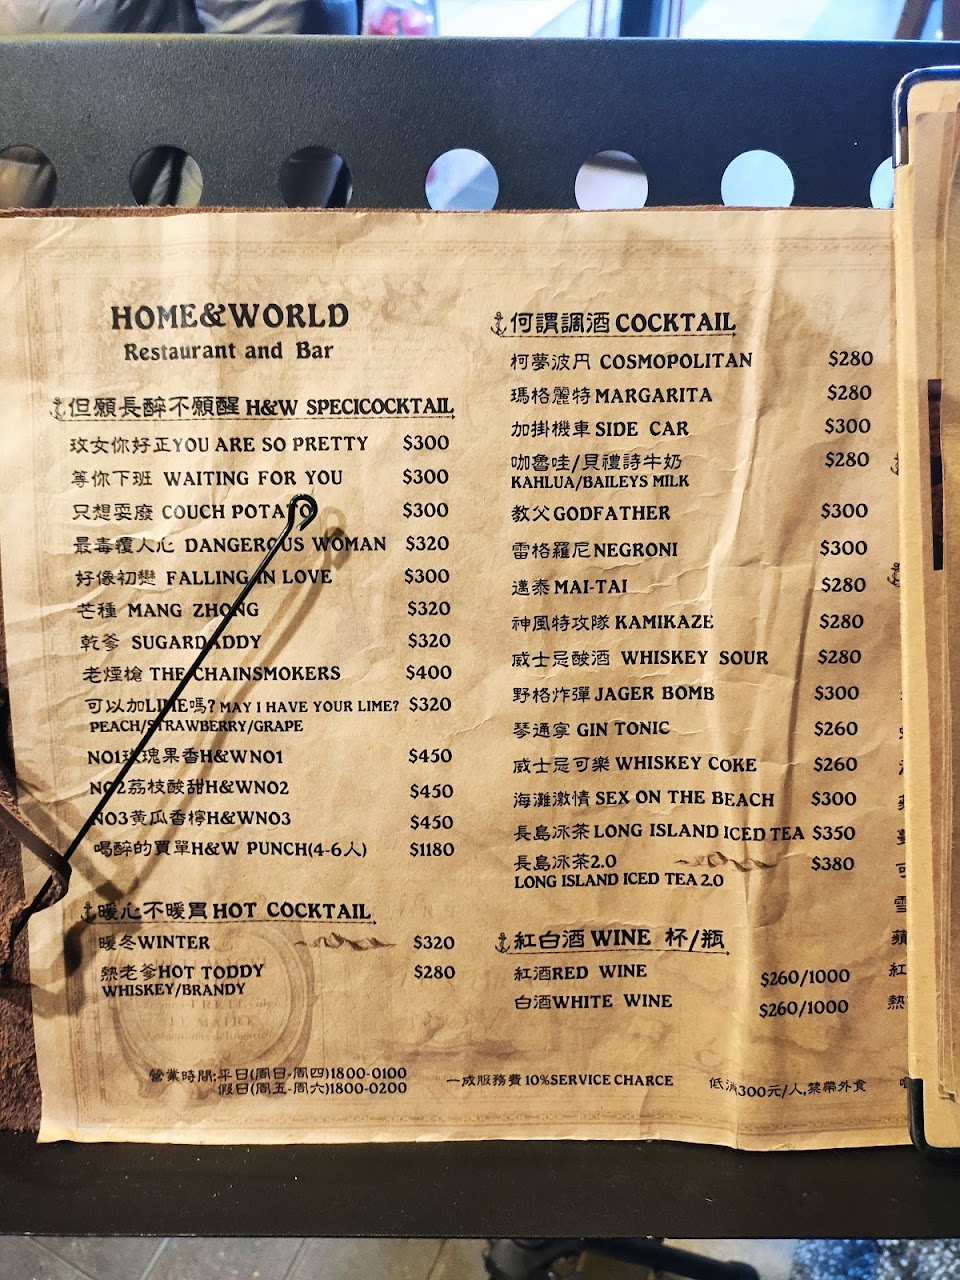 HOME&WORLD
Restaurant and Bar
但願長醉不願醒 H&W SPECICOCKTAIL
玫女你好正YOU ARE SO PRETTY $300
等你下班 WAITING FOR YOU $300
只想耍廢 COUCH POTATO $300
最毒覆人心 DANGEROUS WOMAN $320
好像初戀 FALLING IN LOVE $300
芒種 MANG ZHONG $320
乾爹 SUGARDADDY $320
老煙槍 THE CHAINSMOKERS $400
可以加LIME嗎? MAY I HAVE YOUR LIME? $320
PEACH/STRAWBERRY/GRAPE
NO1玫瑰果香H&WNO1 $450
NO2荔枝酸甜H&WNO2 $450
NO3黄瓜香檸H&WNO3 $450
喝醉的買單H&W PUNCH(4-6人) $1180
暖心不暖胃 HOT COCKTAIL
暖冬WINTER $320
熱老爹HOT TODDY $280
WHISKEY/BRANDY
何謂調酒 COCKTAIL
柯夢波丹 COSMOPOLITAN $280
瑪格麗特 MARGARITA $280
加掛機車 SIDE CAR $300
咖魯哇/貝禮詩牛奶 $280
KAHLUA/BAILEYS MILK
教父GODFATHER $300
雷格羅尼NEGRONI $300
邁泰 MAI-TAI $280
神風特攻隊 KAMIKAZE $280
威士忌酸酒 WHISKEY SOUR $280
野格炸彈 JAGER BOMB $300
琴通寧 GIN TONIC $260
威士忌可樂 WHISKEY COKE $260
海灘激情 SEX ON THE BEACH $300
長島冰茶 LONG ISLAND ICED TEA $350
長島冰茶2.0 $380
LONG ISLAND ICED TEA 2.0
紅白酒 WINE 杯/瓶
紅酒RED WINE $260/1000
白酒WHITE WINE $260/1000
營業時間:平日(周日-周四)1800-0100
假日(周五-周六)1800-0200
一成服務費 10%SERVICE CHARCE
低消300元/人,禁帶外食